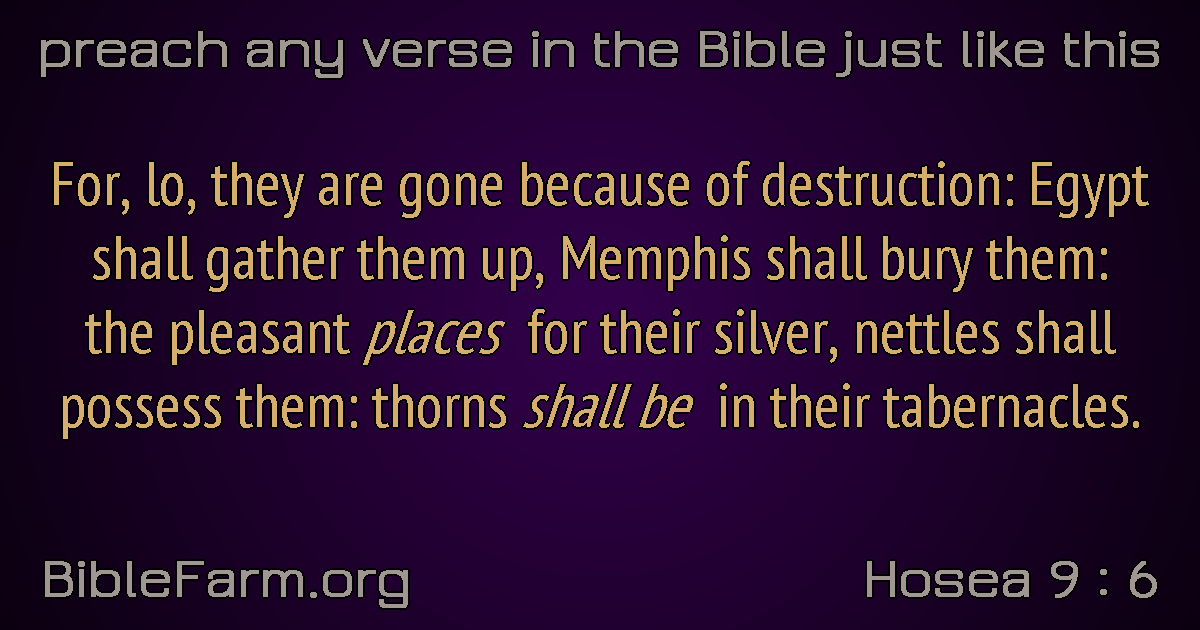 preach any verse in the Bible just like this
For, lo, they are gone because of destruction: Egypt
shall gather them up, Memphis shall bury them:
the pleasant places for their silver, nettles shall
possess them: thorns shall be in their tabernacles.
BibleFarm.org
Hosea 9 : 6